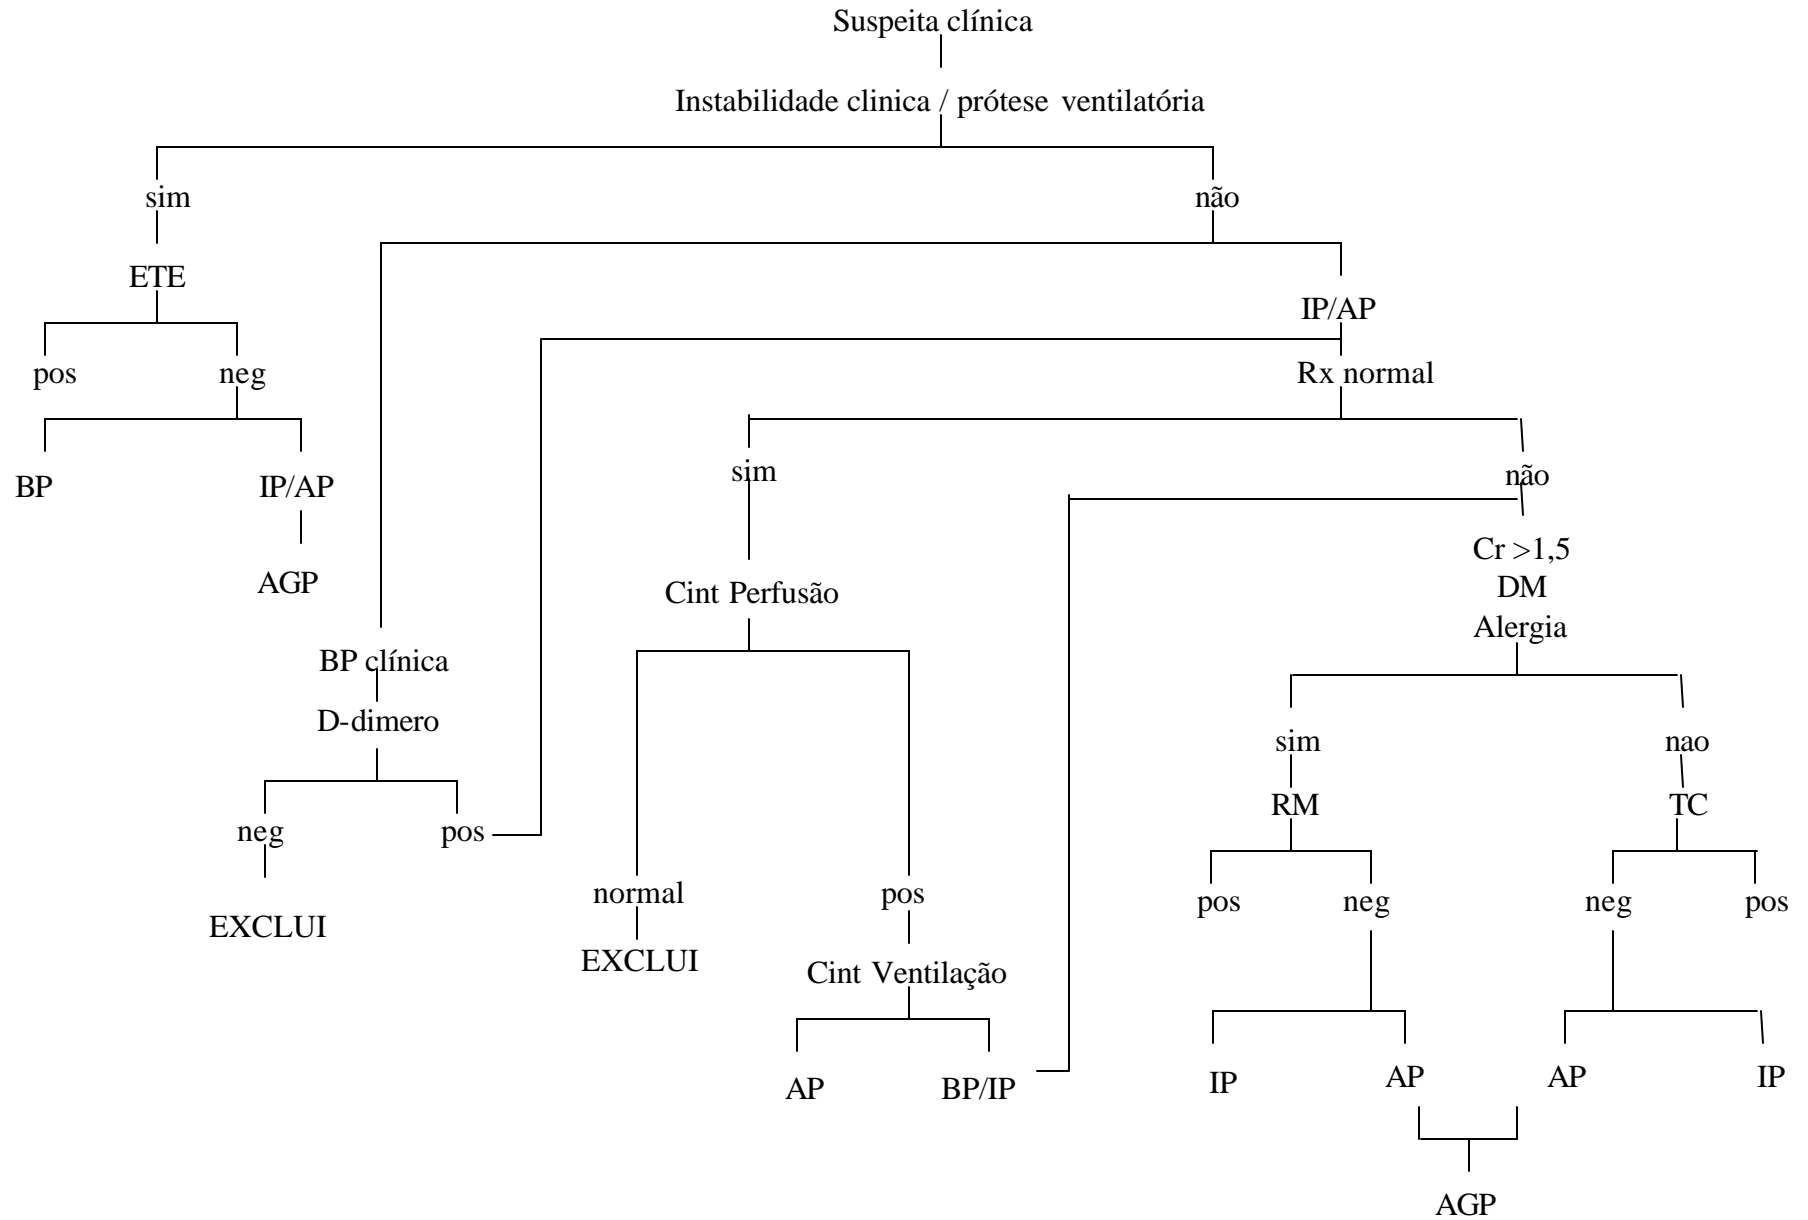 Suspeita clínica
Instabilidade clinica / prótese ventilatória
sim
não
ETE
IP/AP
pos
neg
Rx normal
BP
IP/AP
sim
não
AGP
Cr >1,5
DM
Alergia
Cint Perfusão
BP clínica
D-dimero
sim
nao
RM
TC
neg
pos
normal
pos
pos
neg
neg
pos
EXCLUI
EXCLUI
Cint Ventilação
AP
BP/IP
IP
AP
AP
IP
AGP